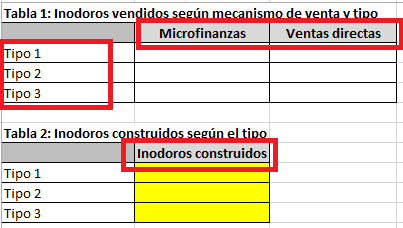 Tabla 1: Inodoros vendidos según mecanismo de venta y tipo
Microfinanzas Ventas directas
Tipo 1
Tipo 2
Tipo 3
Tabla 2: Inodoros construidos según el tipo
Inodoros construidos
Tipo 1
Tipo 2
Tipo 3